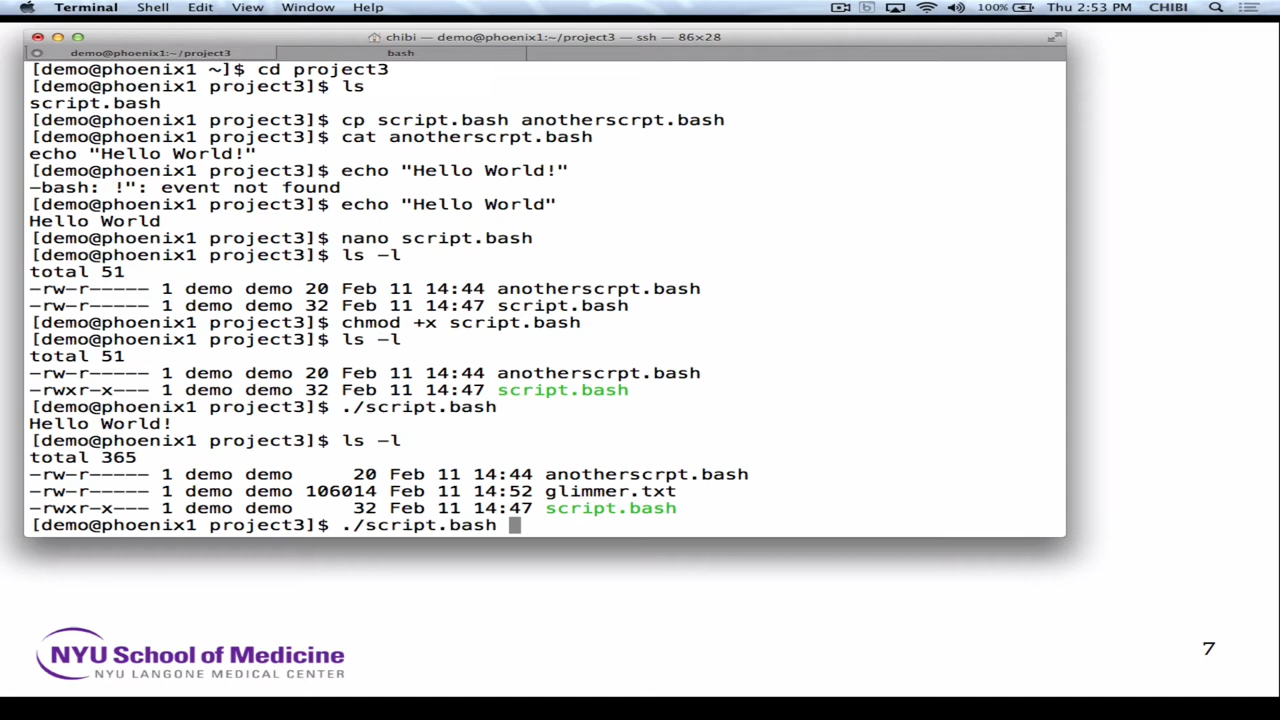 Terminal Shell Edit View Window Help 100% Thu 2:53 PM CHIBI
chibi — demo@phoenix1:~/project3 — ssh — 86×28
demo@phoenix1:~/project3 bash
[demo@phoenix1 ~]$ cd project3
[demo@phoenix1 project3]$ ls
script.bash
[demo@phoenix1 project3]$ cp script.bash anotherscrpt.bash
[demo@phoenix1 project3]$ cat anotherscrpt.bash
echo "Hello World!"
[demo@phoenix1 project3]$ echo "Hello World!"
-bash: !": event not found
[demo@phoenix1 project3]$ echo "Hello World"
Hello World
[demo@phoenix1 project3]$ nano script.bash
[demo@phoenix1 project3]$ ls -l
total 51
-rw-r----- 1 demo demo 20 Feb 11 14:44 anotherscrpt.bash
-rw-r----- 1 demo demo 32 Feb 11 14:47 script.bash
[demo@phoenix1 project3]$ chmod +x script.bash
[demo@phoenix1 project3]$ ls -l
total 51
-rw-r----- 1 demo demo 20 Feb 11 14:44 anotherscrpt.bash
-rwxr-x--- 1 demo demo 32 Feb 11 14:47 script.bash
[demo@phoenix1 project3]$ ./script.bash
Hello World!
[demo@phoenix1 project3]$ ls -l
total 365
-rw-r----- 1 demo demo 20 Feb 11 14:44 anotherscrpt.bash
-rw-r----- 1 demo demo 106014 Feb 11 14:52 glimmer.txt
-rwxr-x--- 1 demo demo 32 Feb 11 14:47 script.bash
[demo@phoenix1 project3]$ ./script.bash
NYU School of Medicine
NYU LANGONE MEDICAL CENTER
7